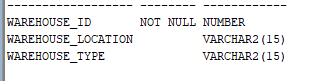 ----------------- -------- ------------
WAREHOUSE_ID NOT NULL NUMBER
WAREHOUSE_LOCATION VARCHAR2(15)
WAREHOUSE_TYPE VARCHAR2(15)